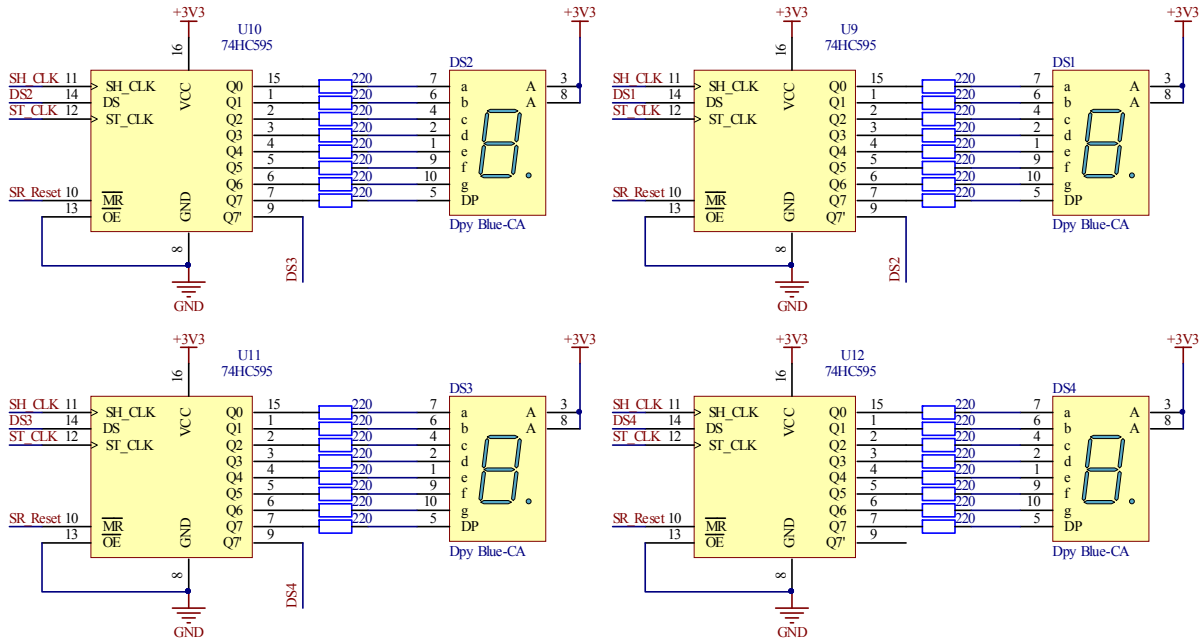 +3V3
U10
74HC595
16
VCC
SH_CLK 11 SH_CLK
DS2 14 DS
ST_CLK 12 ST_CLK
SR_Reset 10 MR
13 OE
GND
8
GND
Q0 15 220 7 a
Q1 1 220 6 b
Q2 2 220 4 c
Q3 3 220 2 d
Q4 4 220 1 e
Q5 5 220 9 f
Q6 6 220 10 g
Q7 7 220 5 DP
Q7' 9
DS3
DS2
+3V3
A 3
A 8
Dpy Blue-CA
+3V3
U9
74HC595
16
VCC
SH_CLK 11 SH_CLK
DS1 14 DS
ST_CLK 12 ST_CLK
SR_Reset 10 MR
13 OE
GND
8
GND
Q0 15 220 7 a
Q1 1 220 6 b
Q2 2 220 4 c
Q3 3 220 2 d
Q4 4 220 1 e
Q5 5 220 9 f
Q6 6 220 10 g
Q7 7 220 5 DP
Q7' 9
DS2
DS1
+3V3
A 3
A 8
Dpy Blue-CA
+3V3
U11
74HC595
16
VCC
SH_CLK 11 SH_CLK
DS3 14 DS
ST_CLK 12 ST_CLK
SR_Reset 10 MR
13 OE
GND
8
GND
Q0 15 220 7 a
Q1 1 220 6 b
Q2 2 220 4 c
Q3 3 220 2 d
Q4 4 220 1 e
Q5 5 220 9 f
Q6 6 220 10 g
Q7 7 220 5 DP
Q7' 9
DS4
DS3
+3V3
A 3
A 8
Dpy Blue-CA
+3V3
U12
74HC595
16
VCC
SH_CLK 11 SH_CLK
DS4 14 DS
ST_CLK 12 ST_CLK
SR_Reset 10 MR
13 OE
GND
8
GND
Q0 15 220 7 a
Q1 1 220 6 b
Q2 2 220 4 c
Q3 3 220 2 d
Q4 4 220 1 e
Q5 5 220 9 f
Q6 6 220 10 g
Q7 7 220 5 DP
Q7' 9
DS4
+3V3
A 3
A 8
Dpy Blue-CA